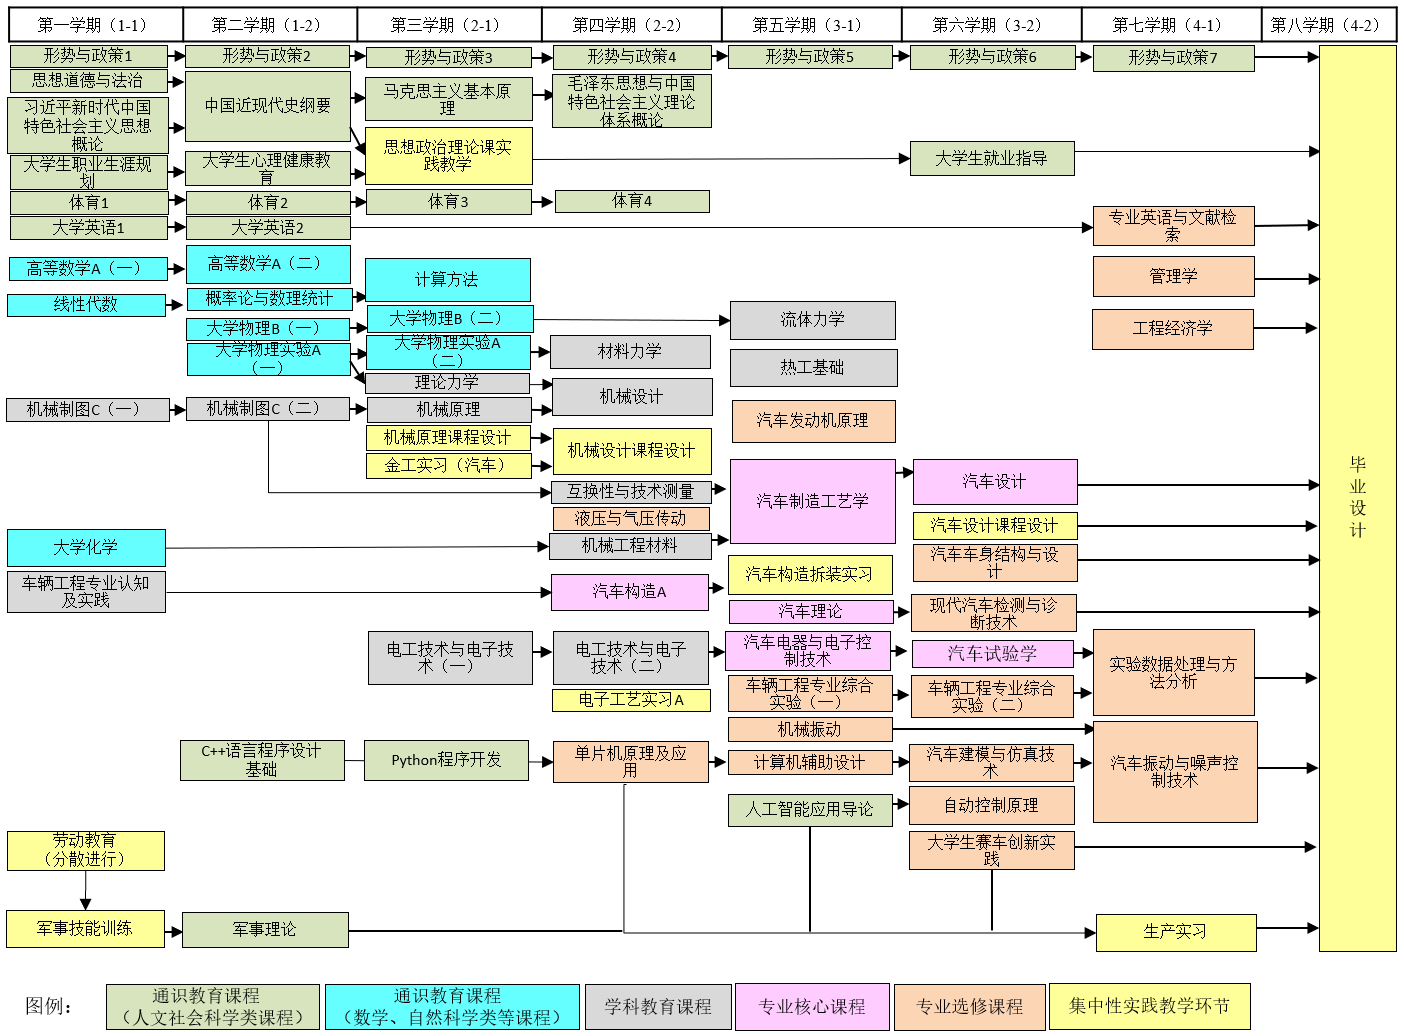 第一学期（1-1）
第二学期（1-2）
第三学期（2-1）
第四学期（2-2）
第五学期（3-1）
第六学期（3-2）
第七学期（4-1）
第八学期（4-2）
形势与政策1
形势与政策2
形势与政策3
形势与政策4
形势与政策5
形势与政策6
形势与政策7
思想道德与法治
习近平新时代中国
特色社会主义思想
概论
中国近现代史纲要
马克思主义基本原
理
毛泽东思想与中国
特色社会主义理论
体系概论
思想政治理论课实
践教学
大学生就业指导
大学生职业生涯规
划
大学生心理健康教
育
体育1
体育2
体育3
体育4
大学英语1
大学英语2
专业英语与文献检
索
高等数学A（一）
高等数学A（二）
计算方法
管理学
线性代数
概率论与数理统计
大学物理B（一）
大学物理B（二）
流体力学
工程经济学
大学物理实验A
（一）
大学物理实验A
（二）
材料力学
热工基础
理论力学
机械设计
机械制图C（一）
机械制图C（二）
机械原理
汽车发动机原理
机械原理课程设计
机械设计课程设计
金工实习（汽车）
互换性与技术测量
汽车制造工艺学
汽车设计
毕
业
设
计
液压与气压传动
汽车设计课程设计
大学化学
机械工程材料
汽车车身结构与设
计
车辆工程专业认知
及实践
汽车构造A
汽车构造拆装实习
汽车理论
现代汽车检测与诊
断技术
电工技术与电子技
术（一）
电工技术与电子
技术（二）
汽车电器与电子控
制技术
汽车试验学
实验数据处理与方
法分析
电子工艺实习A
车辆工程专业综合
实验（一）
车辆工程专业综合
实验（二）
机械振动
C++语言程序设计
基础
Python程序开发
单片机原理及应
用
计算机辅助设计
汽车建模与仿真技
术
汽车振动与噪声控
制技术
人工智能应用导论
自动控制原理
劳动教育
（分散进行）
大学生赛车创新实
践
军事技能训练
军事理论
生产实习
图例：
通识教育课程
（人文社会科学类课程）
通识教育课程
（数学、自然科学类等课程）
学科教育课程
专业核心课程
专业选修课程
集中性实践教学环节